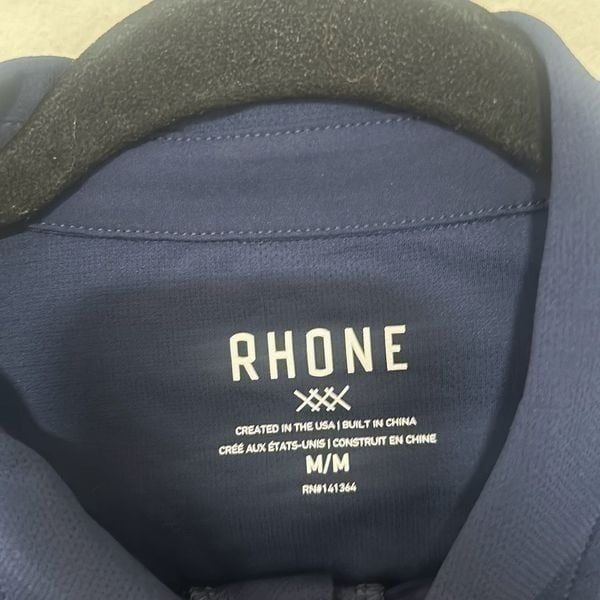 RHONE
CREATED IN THE USA | BUILT IN CHINA
CRÉÉ AUX ÉTATS-UNIS | CONSTRUIT EN CHINE
M/M
RN#141364